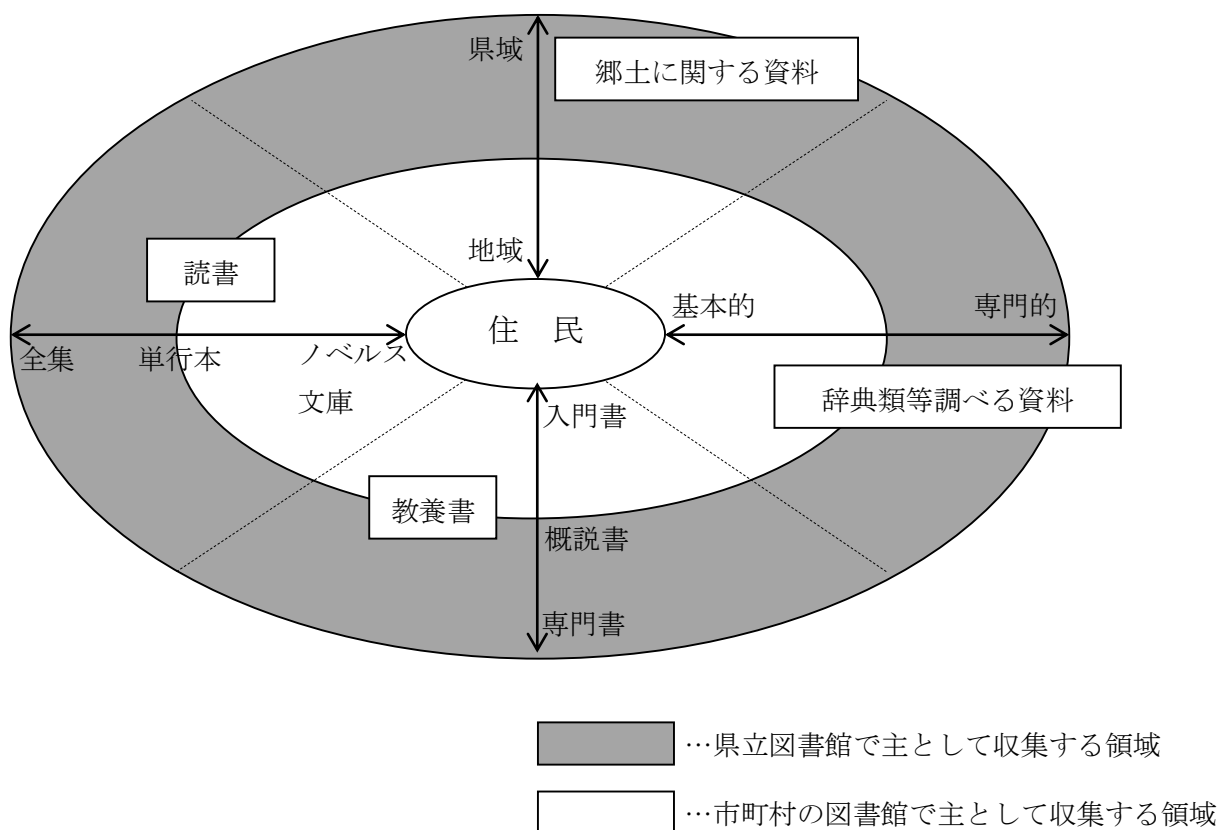 県域
郷土に関する資料
地域
読書
基本的
専門的
住　民
全集
単行本
ノベルス
文庫
入門書
辞典類等調べる資料
教養書
概説書
専門書
…県立図書館で主として収集する領域
…市町村の図書館で主として収集する領域